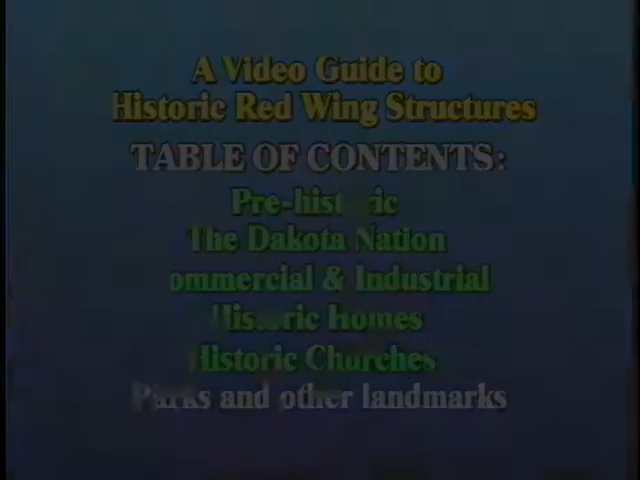 A Video Guide to
Historic Red Wing Structures
TABLE OF CONTENTS:
Pre-historic
The Dakota Nation
Commercial & Industrial
Historic Homes
Historic Churches
Parks and other landmarks